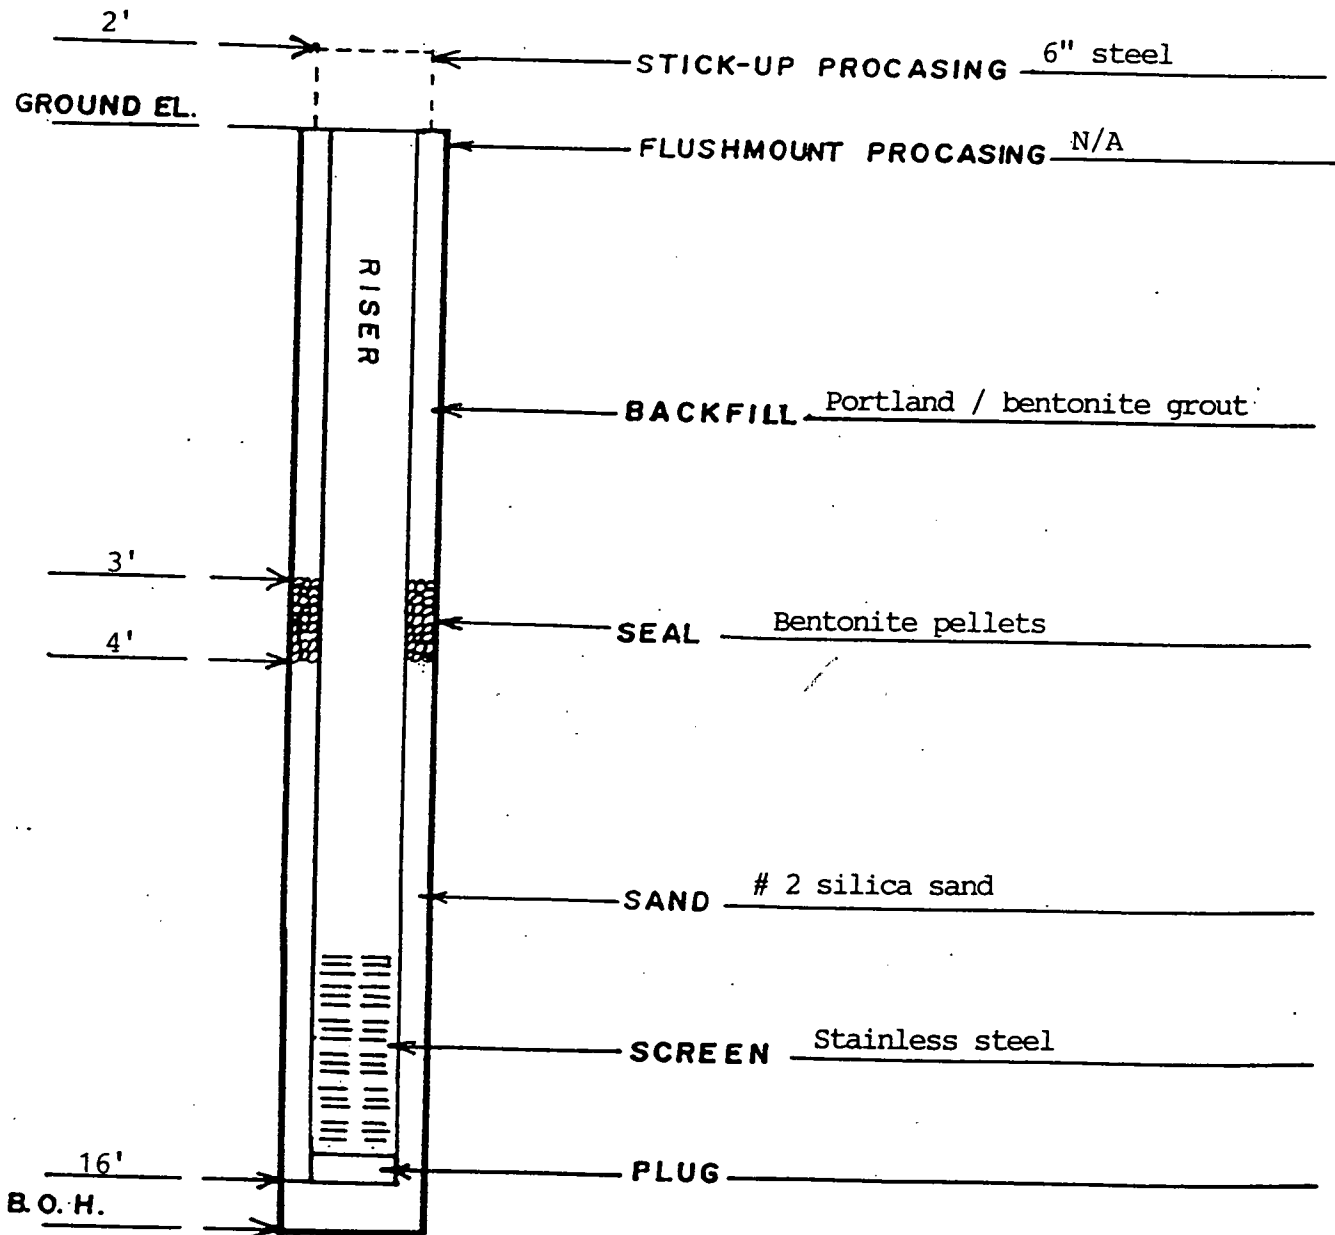 2'
STICK-UP PROCASING 6" steel
GROUND EL.
FLUSHMOUNT PROCASING N/A
RISER
BACKFILL Portland / bentonite grout
3'
SEAL Bentonite pellets
4'
SAND # 2 silica sand
SCREEN Stainless steel
16'
PLUG
B.O.H.